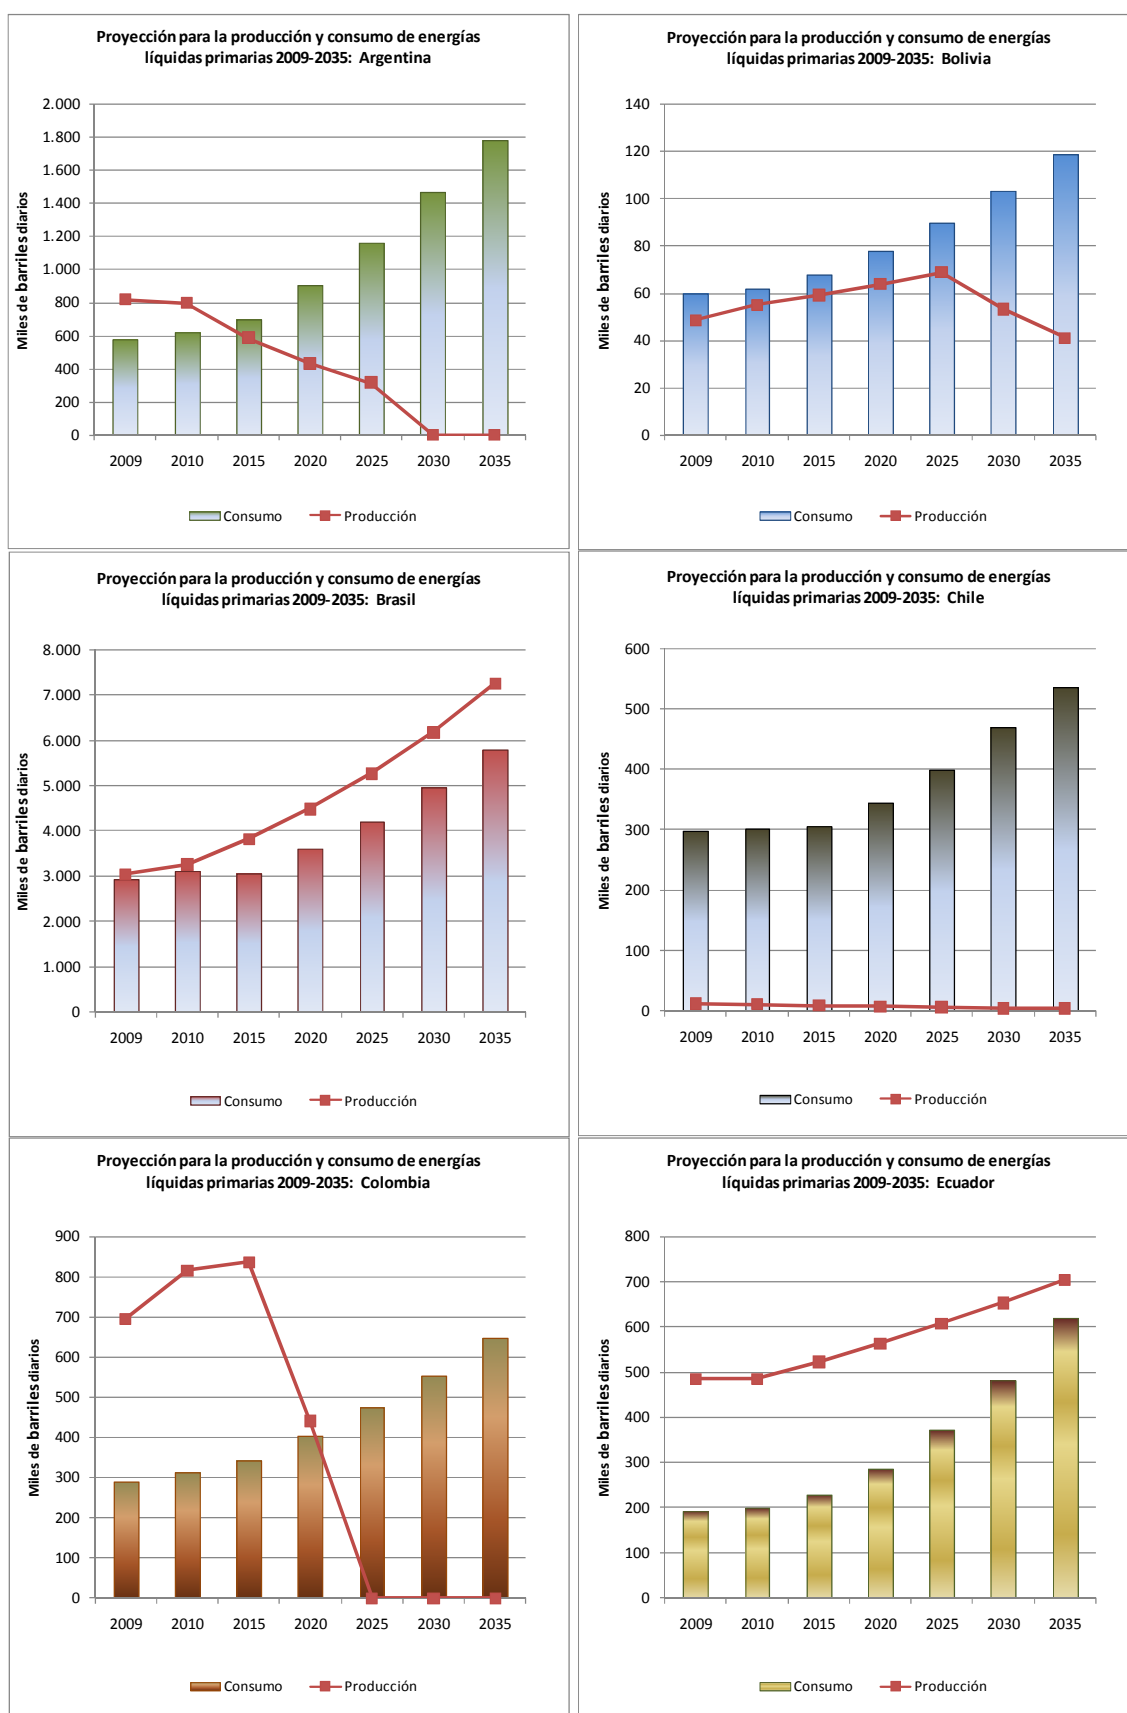 Proyección para la producción y consumo de energías
líquidas primarias 2009-2035: Argentina
Miles de barriles diarios
2.000
1.800
1.600
1.400
1.200
1.000
800
600
400
200
0
2009 2010 2015 2020 2025 2030 2035
Consumo Producción
Proyección para la producción y consumo de energías
líquidas primarias 2009-2035: Bolivia
Miles de barriles diarios
140
120
100
80
60
40
20
0
2009 2010 2015 2020 2025 2030 2035
Consumo Producción
Proyección para la producción y consumo de energías
líquidas primarias 2009-2035: Brasil
Miles de barriles diarios
8.000
7.000
6.000
5.000
4.000
3.000
2.000
1.000
0
2009 2010 2015 2020 2025 2030 2035
Consumo Producción
Proyección para la producción y consumo de energías
líquidas primarias 2009-2035: Chile
Miles de barriles diarios
600
500
400
300
200
100
0
2009 2010 2015 2020 2025 2030 2035
Consumo Producción
Proyección para la producción y consumo de energías
líquidas primarias 2009-2035: Colombia
Miles de barriles diarios
900
800
700
600
500
400
300
200
100
0
2009 2010 2015 2020 2025 2030 2035
Consumo Producción
Proyección para la producción y consumo de energías
líquidas primarias 2009-2035: Ecuador
Miles de barriles diarios
800
700
600
500
400
300
200
100
0
2009 2010 2015 2020 2025 2030 2035
Consumo Producción